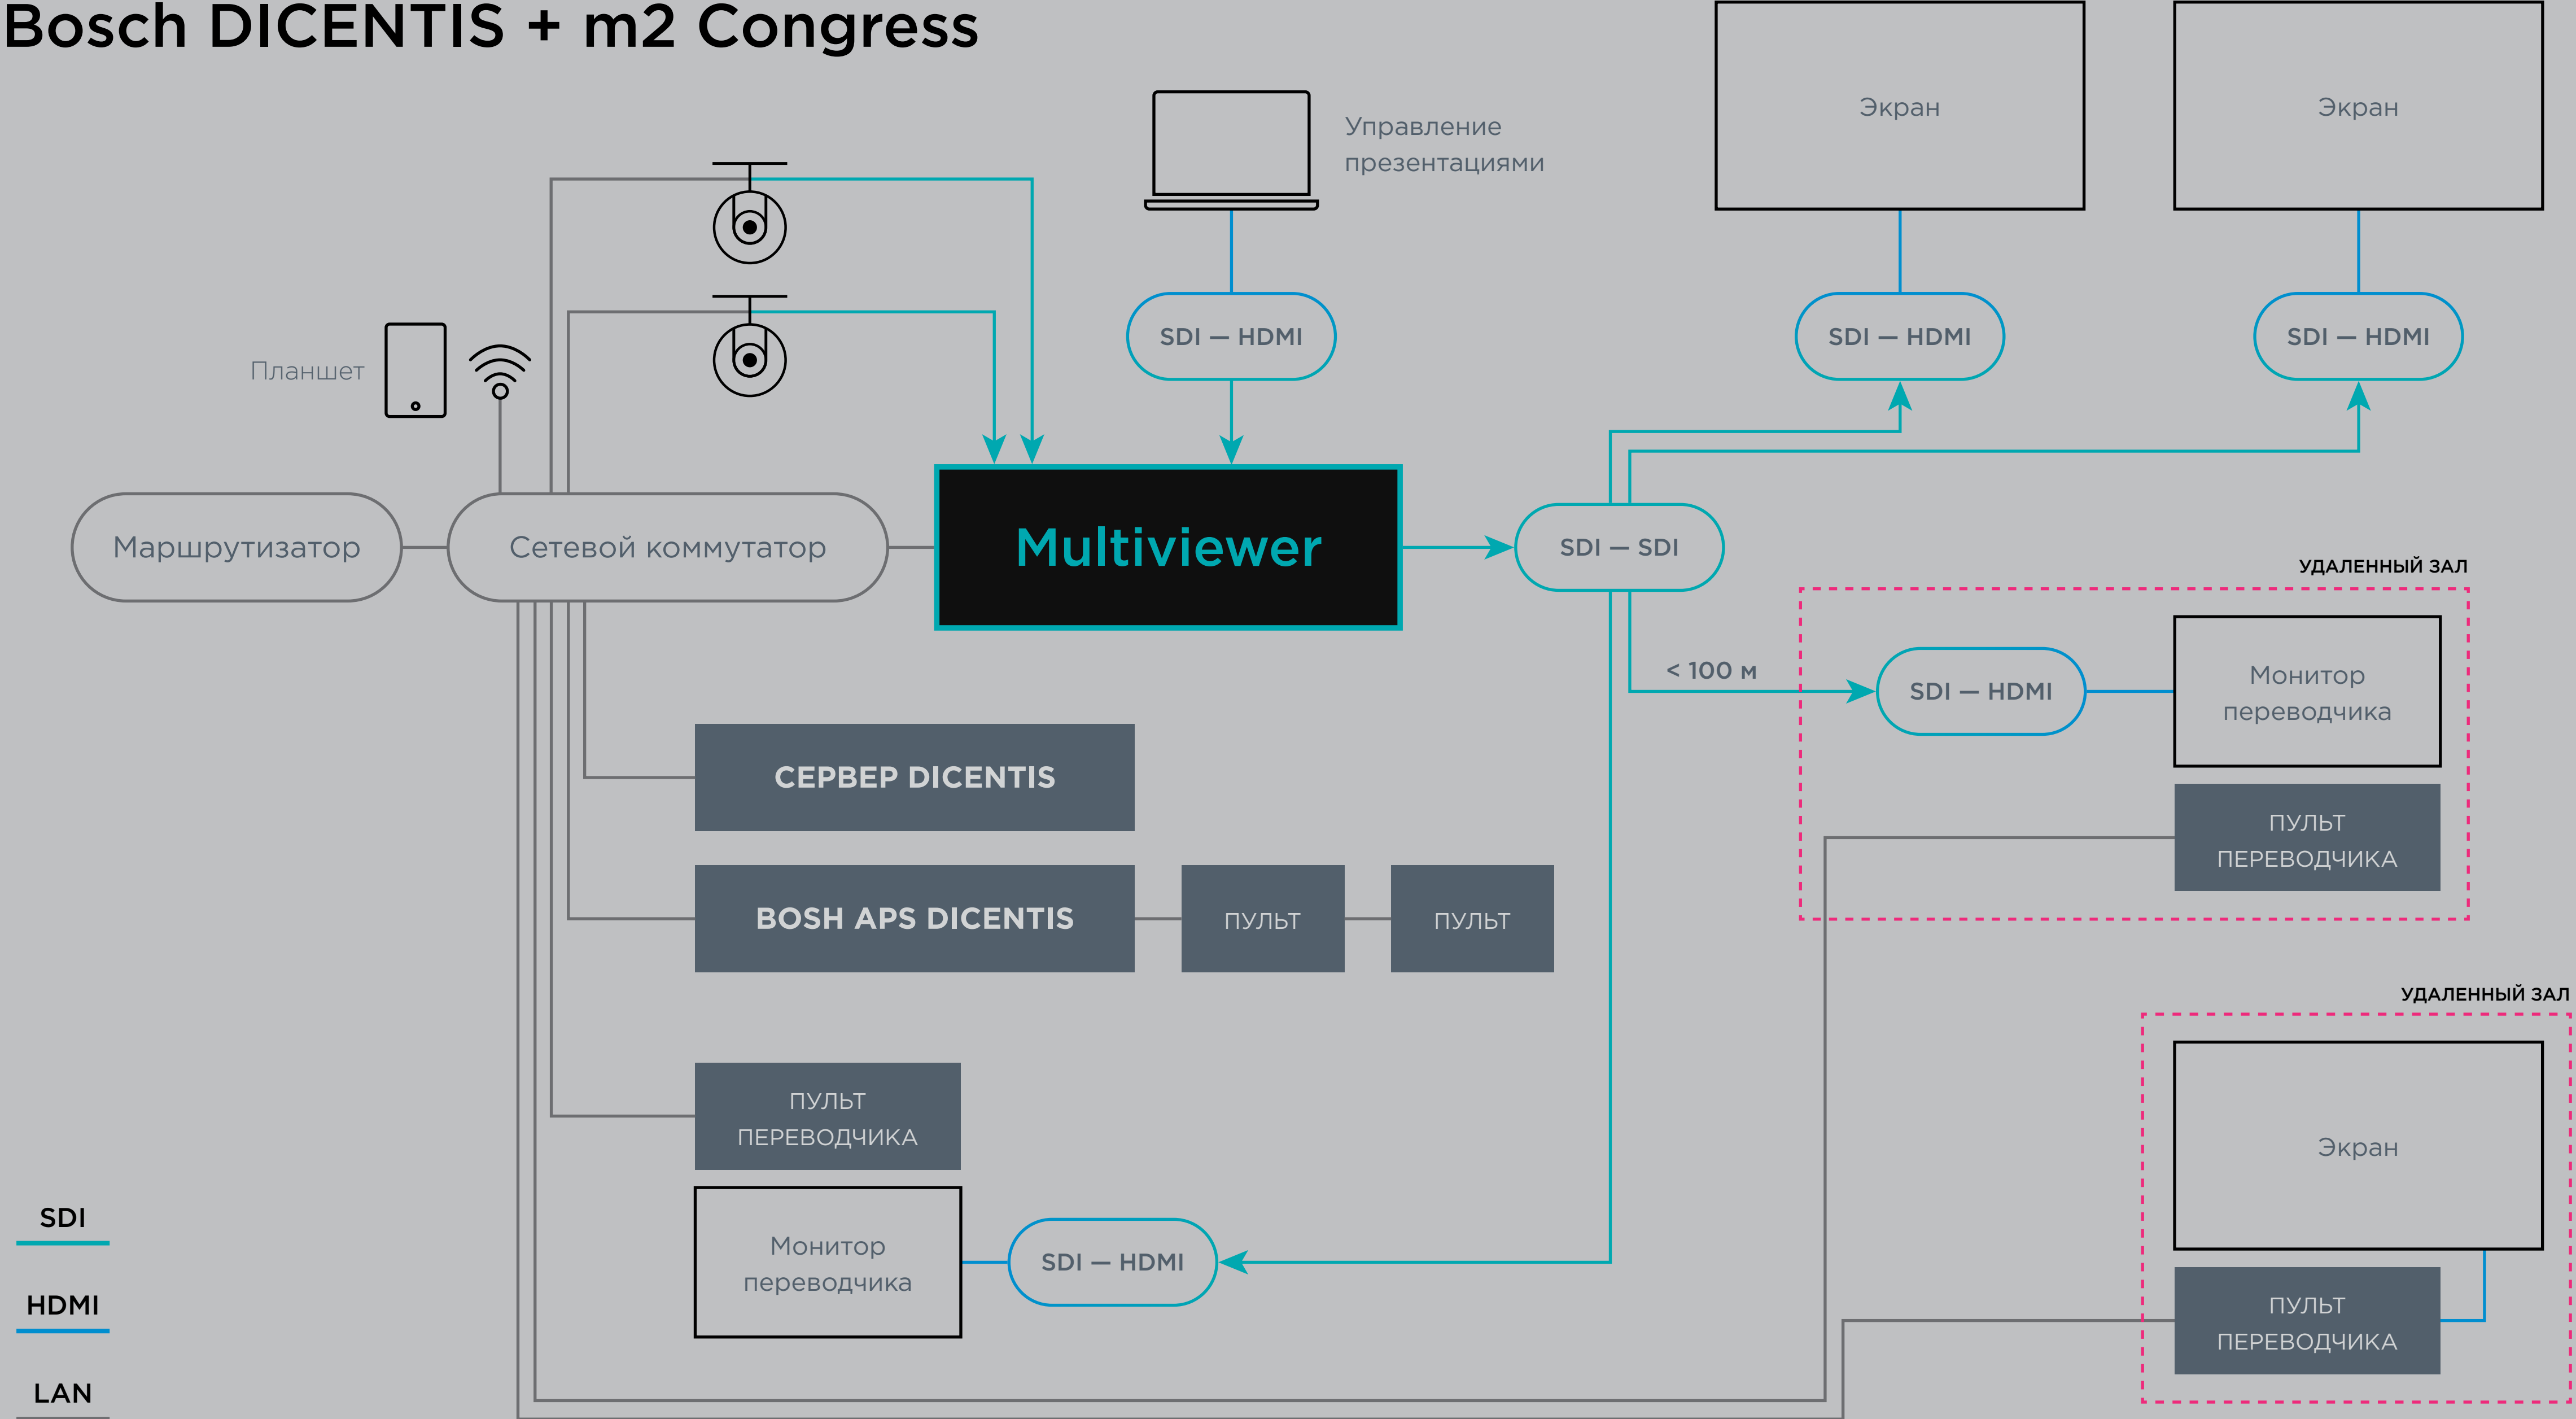 Bosch DICENTIS + m2 Congress
Экран
Экран
Управление
презентациями
SDI — HDMI
SDI — HDMI
SDI — HDMI
Планшет
Маршрутизатор
Сетевой коммутатор
Multiviewer
SDI — SDI
УДАЛЕННЫЙ ЗАЛ
< 100 м
SDI — HDMI
Монитор
переводчика
ПУЛЬТ
ПЕРЕВОДЧИКА
СЕРВЕР DICENTIS
BOSH APS DICENTIS
ПУЛЬТ
ПУЛЬТ
УДАЛЕННЫЙ ЗАЛ
Экран
ПУЛЬТ
ПЕРЕВОДЧИКА
ПУЛЬТ
ПЕРЕВОДЧИКА
Монитор
переводчика
SDI — HDMI
SDI
HDMI
LAN